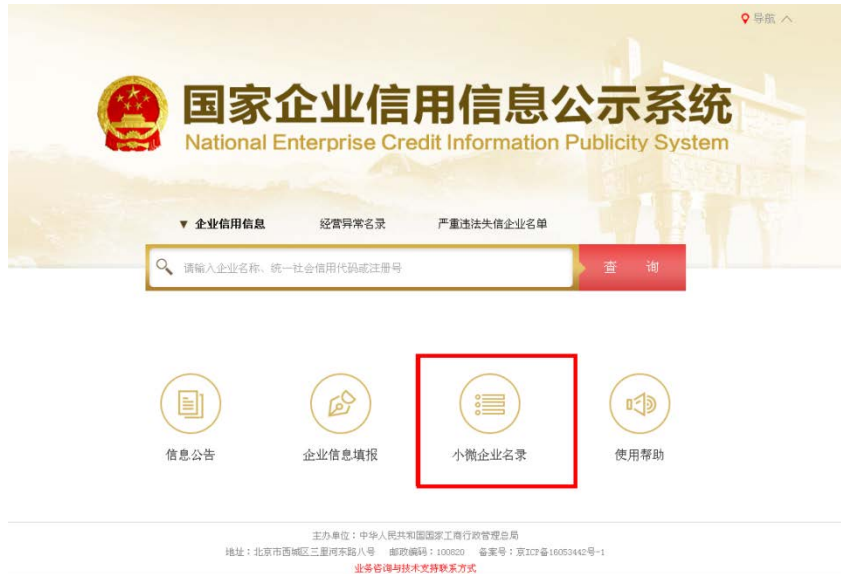 导航
国家企业信用信息公示系统
National Enterprise Credit Information Publicity System
企业信用信息 经营异常名录 严重违法失信企业名单
请输入企业名称、统一社会信用代码或注册号 查 询
信息公告 企业信息填报 小微企业名录 使用帮助
主办单位：中华人民共和国国家工商行政管理总局
地址：北京市西城区三里河东路八号 邮政编码：100820 备案号：京ICP备16053442号-1
业务咨询与技术支持联系方式